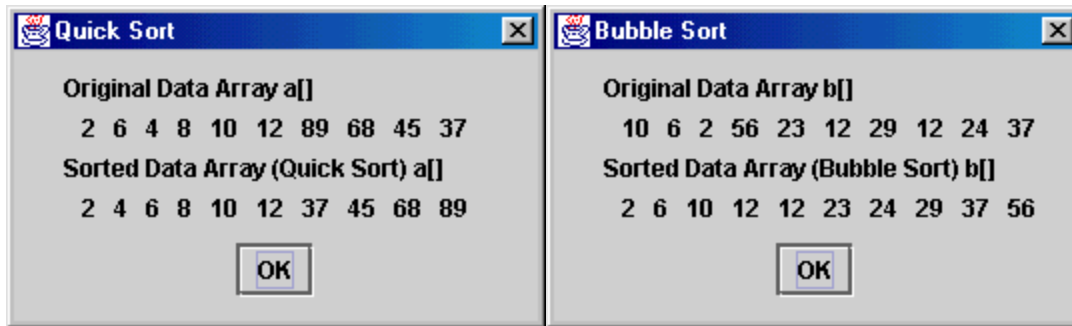 Quick Sort
Original Data Array a[]
2 6 4 8 10 12 89 68 45 37
Sorted Data Array (Quick Sort) a[]
2 4 6 8 10 12 37 45 68 89
OK
Bubble Sort
Original Data Array b[]
10 6 2 56 23 12 29 12 24 37
Sorted Data Array (Bubble Sort) b[]
2 6 10 12 12 23 24 29 37 56
OK